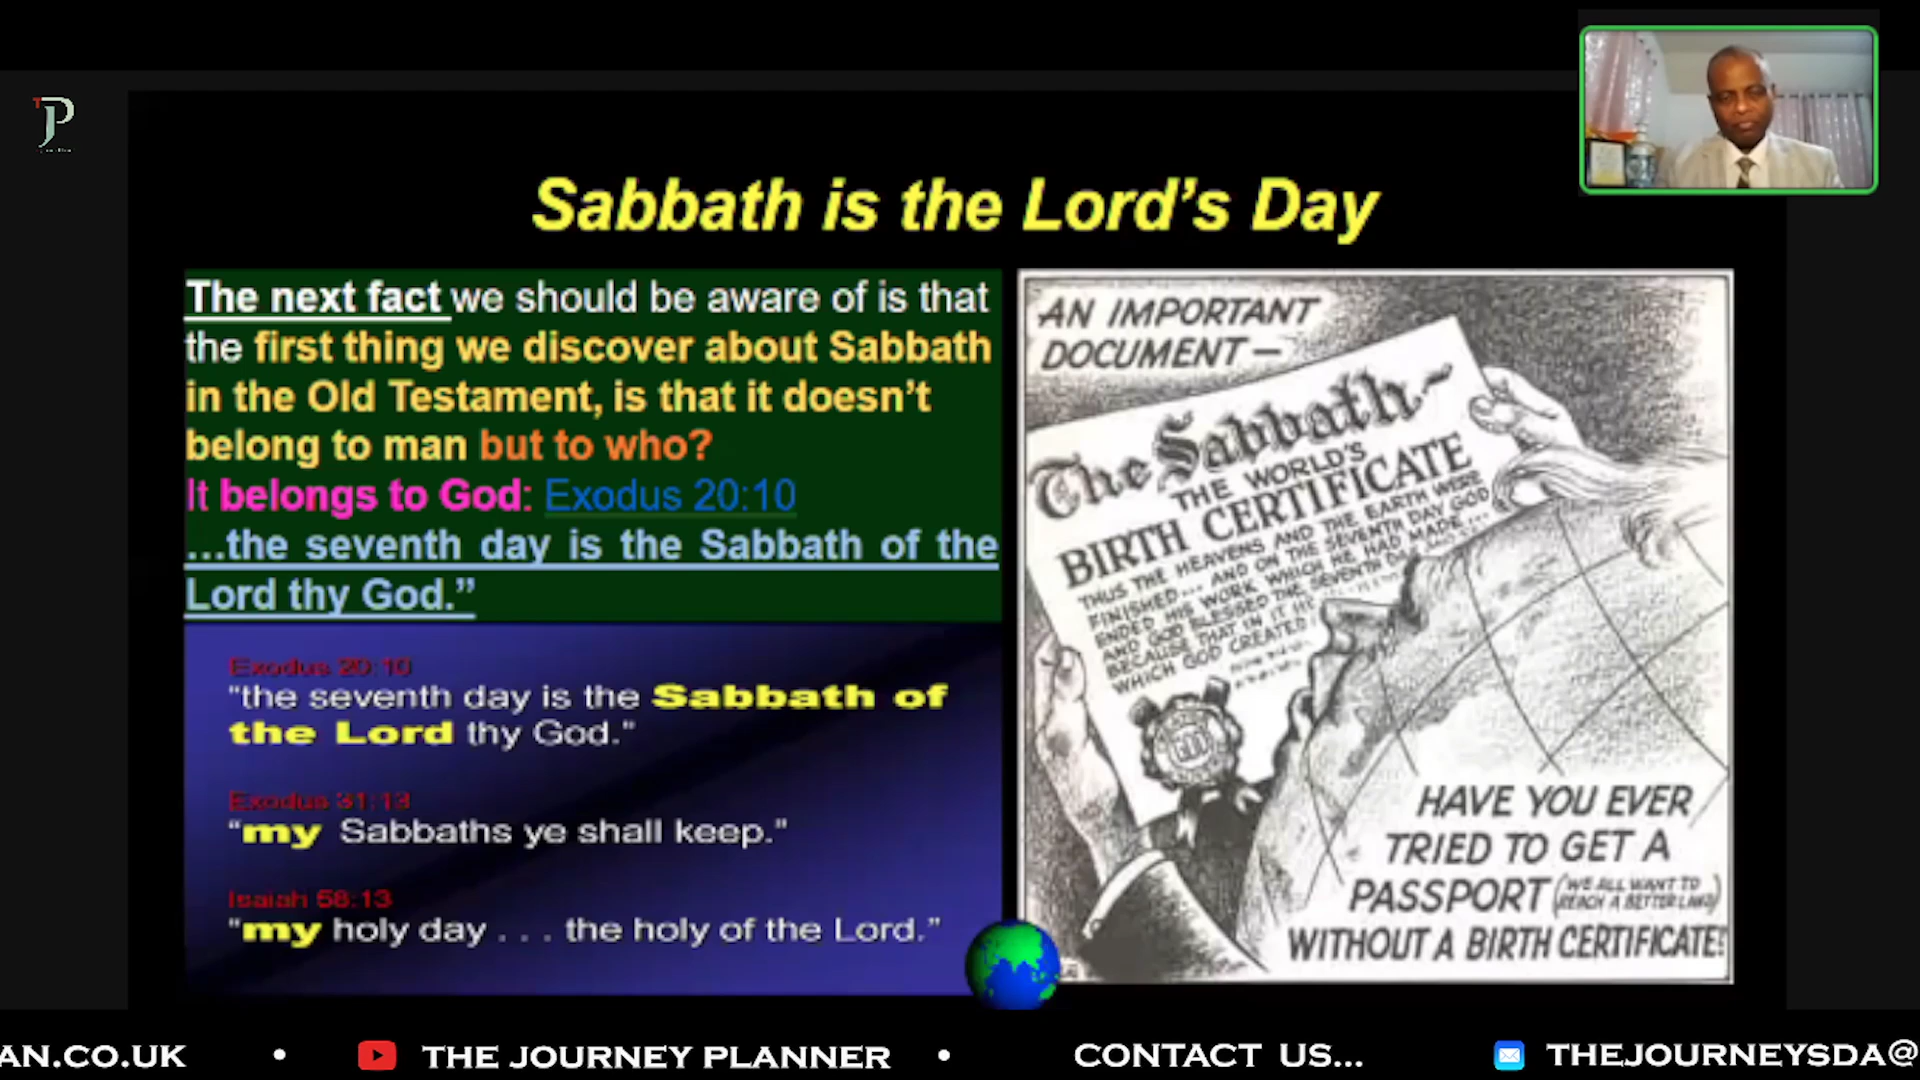 TP
Sabbath is the Lord's Day
The next fact we should be aware of is that
the first thing we discover about Sabbath
in the Old Testament, is that it doesn't
belong to man but to who?
It belongs to God: Exodus 20:10
...the seventh day is the Sabbath of the
Lord thy God.”
Exodus 20:10
“the seventh day is the Sabbath of
the Lord thy God.”
Exodus 31:13
“my Sabbaths ye shall keep.”
Isaiah 58:13
“my holy day . . . the holy of the Lord.”
AN IMPORTANT
DOCUMENT —
The Sabbath —
THE WORLD'S
BIRTH CERTIFICATE
THUS THE HEAVENS AND THE EARTH WERE
FINISHED... AND ON THE SEVENTH DAY GOD
ENDED HIS WORK WHICH HE HAD MADE...
AND GOD BLESSED THE SEVENTH DAY
BECAUSE THAT IN IT HE
WHICH GOD CREATED
HAVE YOU EVER
TRIED TO GET A
PASSPORT (WE ALL WANT TO
REACH A BETTER LAND)
WITHOUT A BIRTH CERTIFICATE!
AN.CO.UK • THE JOURNEY PLANNER • CONTACT US... THEJOURNEYSDA@